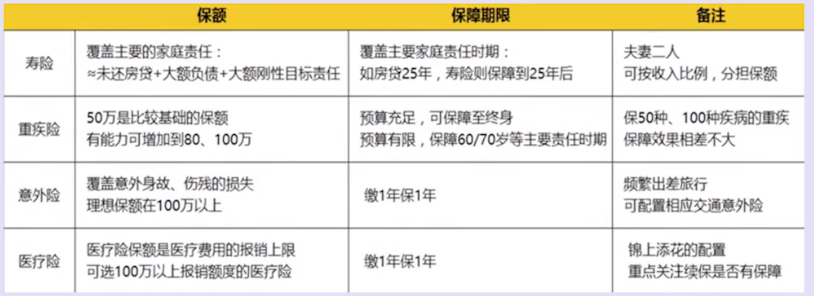 保额 保障期限 备注
寿险
覆盖主要的家庭责任：
≈未还房贷+大额负债+大额刚性目标责任
覆盖主要家庭责任时期：
如房贷25年，寿险则保障到25年后
夫妻二人
可按收入比例，分担保额
重疾险
50万是比较基础的保额
有能力可增加到80、100万
预算充足，可保障至终身
预算有限，保障60/70岁等主要责任时期
保50种、100种疾病的重疾
保障效果相差不大
意外险
覆盖意外身故、伤残的损失
理想保额在100万以上
缴1年保1年
频繁出差旅行
可配置相应交通意外险
医疗险
医疗险保额是医疗费用的报销上限
可选100万以上报销额度的医疗险
缴1年保1年
锦上添花的配置
重点关注续保是否有保障